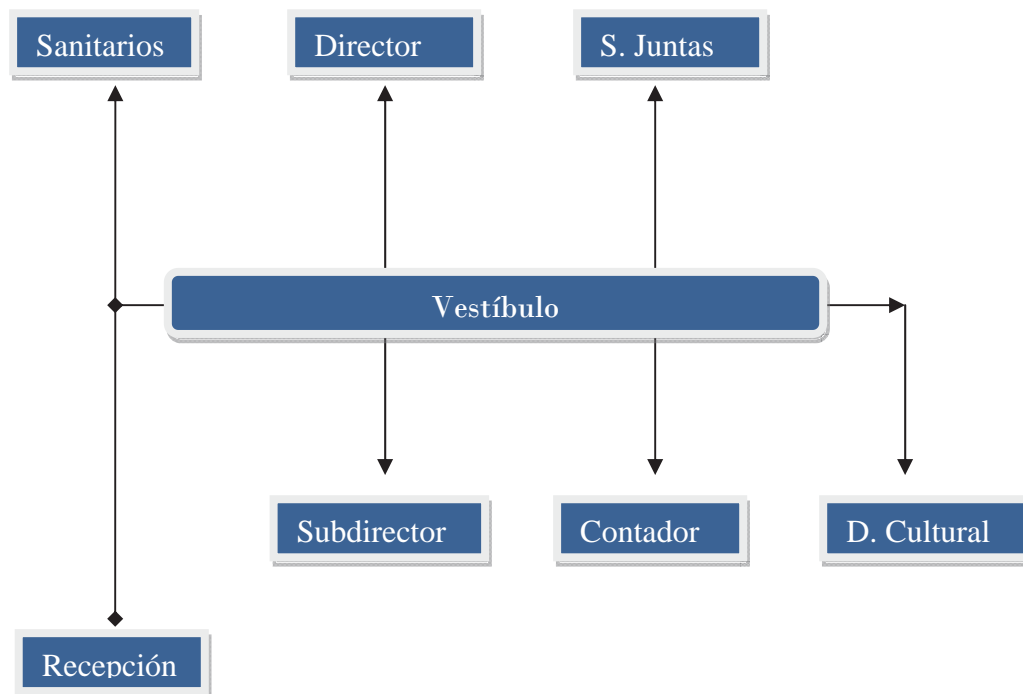 Sanitarios
Director
S. Juntas
Vestíbulo
Subdirector
Contador
D. Cultural
Recepción